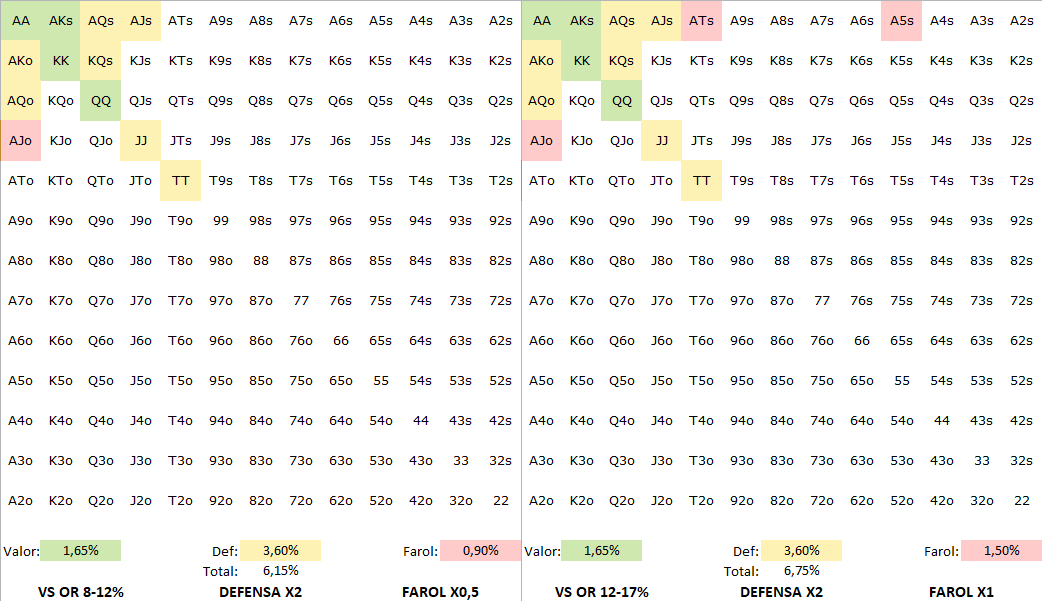 AA AKs AQs AJs ATs A9s A8s A7s A6s A5s A4s A3s A2s AA AKs AQs AJs ATs A9s A8s A7s A6s A5s A4s A3s A2s
AKo KK KQs KJs KTs K9s K8s K7s K6s K5s K4s K3s K2s AKo KK KQs KJs KTs K9s K8s K7s K6s K5s K4s K3s K2s
AQo KQo QQ QJs QTs Q9s Q8s Q7s Q6s Q5s Q4s Q3s Q2s AQo KQo QQ QJs QTs Q9s Q8s Q7s Q6s Q5s Q4s Q3s Q2s
AJo KJo QJo JJ JTs J9s J8s J7s J6s J5s J4s J3s J2s AJo KJo QJo JJ JTs J9s J8s J7s J6s J5s J4s J3s J2s
ATo KTo QTo JTo TT T9s T8s T7s T6s T5s T4s T3s T2s ATo KTo QTo JTo TT T9s T8s T7s T6s T5s T4s T3s T2s
A9o K9o Q9o J9o T9o 99 98s 97s 96s 95s 94s 93s 92s A9o K9o Q9o J9o T9o 99 98s 97s 96s 95s 94s 93s 92s
A8o K8o Q8o J8o T8o 98o 88 87s 86s 85s 84s 83s 82s A8o K8o Q8o J8o T8o 98o 88 87s 86s 85s 84s 83s 82s
A7o K7o Q7o J7o T7o 97o 87o 77 76s 75s 74s 73s 72s A7o K7o Q7o J7o T7o 97o 87o 77 76s 75s 74s 73s 72s
A6o K6o Q6o J6o T6o 96o 86o 76o 66 65s 64s 63s 62s A6o K6o Q6o J6o T6o 96o 86o 76o 66 65s 64s 63s 62s
A5o K5o Q5o J5o T5o 95o 85o 75o 65o 55 54s 53s 52s A5o K5o Q5o J5o T5o 95o 85o 75o 65o 55 54s 53s 52s
A4o K4o Q4o J4o T4o 94o 84o 74o 64o 54o 44 43s 42s A4o K4o Q4o J4o T4o 94o 84o 74o 64o 54o 44 43s 42s
A3o K3o Q3o J3o T3o 93o 83o 73o 63o 53o 43o 33 32s A3o K3o Q3o J3o T3o 93o 83o 73o 63o 53o 43o 33 32s
A2o K2o Q2o J2o T2o 92o 82o 72o 62o 52o 42o 32o 22 A2o K2o Q2o J2o T2o 92o 82o 72o 62o 52o 42o 32o 22
Valor: 1,65% Def: 3,60% Farol: 0,90% Valor: 1,65% Def: 3,60% Farol: 1,50%
Total: 6,15% Total: 6,75%
VS OR 8-12% DEFENSA X2 FAROL X0,5 VS OR 12-17% DEFENSA X2 FAROL X1